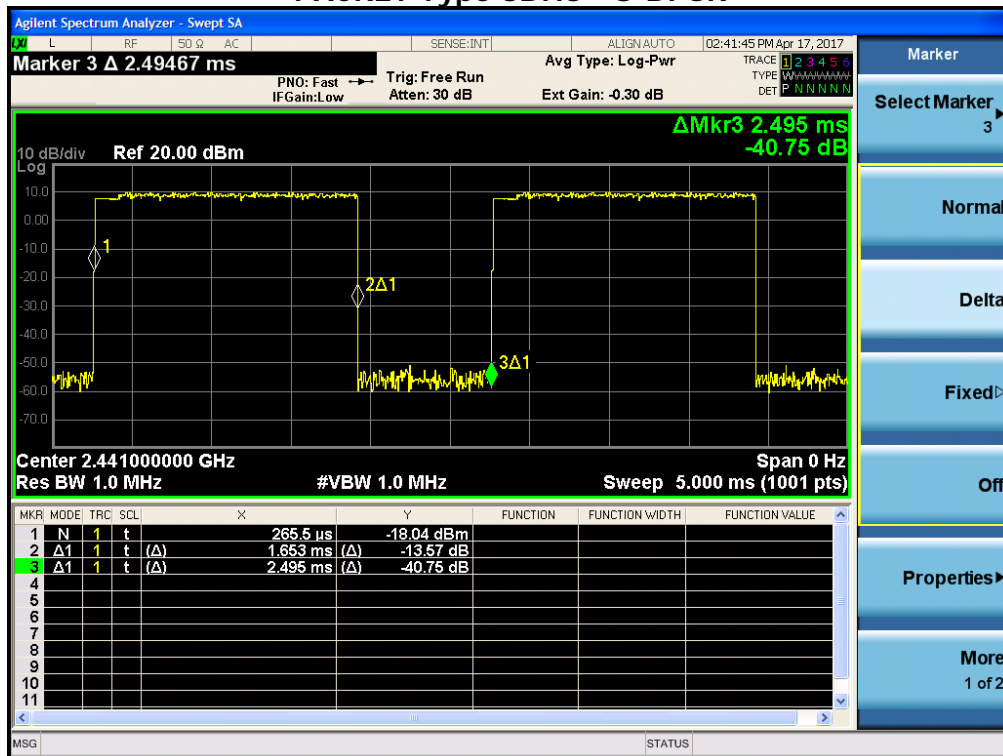 Agilent Spectrum Analyzer - Swept SA
LXI L RF 50 Ω AC SENSE:INT ALIGN AUTO 02:41:45 PM Apr 17, 2017
Marker 3 Δ 2.49467 ms
PNO: Fast
IFGain:Low
Trig: Free Run
Atten: 30 dB
Avg Type: Log-Pwr
Ext Gain: -0.30 dB
TRACE 1 2 3 4 5 6
TYPE
DET P N N N N N
ΔMkr3 2.495 ms
-40.75 dB
10 dB/div Ref 20.00 dBm
Log
10.0
0.00
-10.0
-20.0
-30.0
-40.0
-50.0
-60.0
-70.0
1
2Δ1
3Δ1
Center 2.441000000 GHz Span 0 Hz
Res BW 1.0 MHz #VBW 1.0 MHz Sweep 5.000 ms (1001 pts)
MKR MODE TRC SCL X Y FUNCTION FUNCTION WIDTH FUNCTION VALUE
1 N 1 t 265.5 µs -18.04 dBm
2 Δ1 1 t (Δ) 1.653 ms (Δ) -13.57 dB
3 Δ1 1 t (Δ) 2.495 ms (Δ) -40.75 dB
4
5
6
7
8
9
10
11
MSG STATUS
Marker
Select Marker
3
Normal
Delta
Fixed
Off
Properties
More
1 of 2